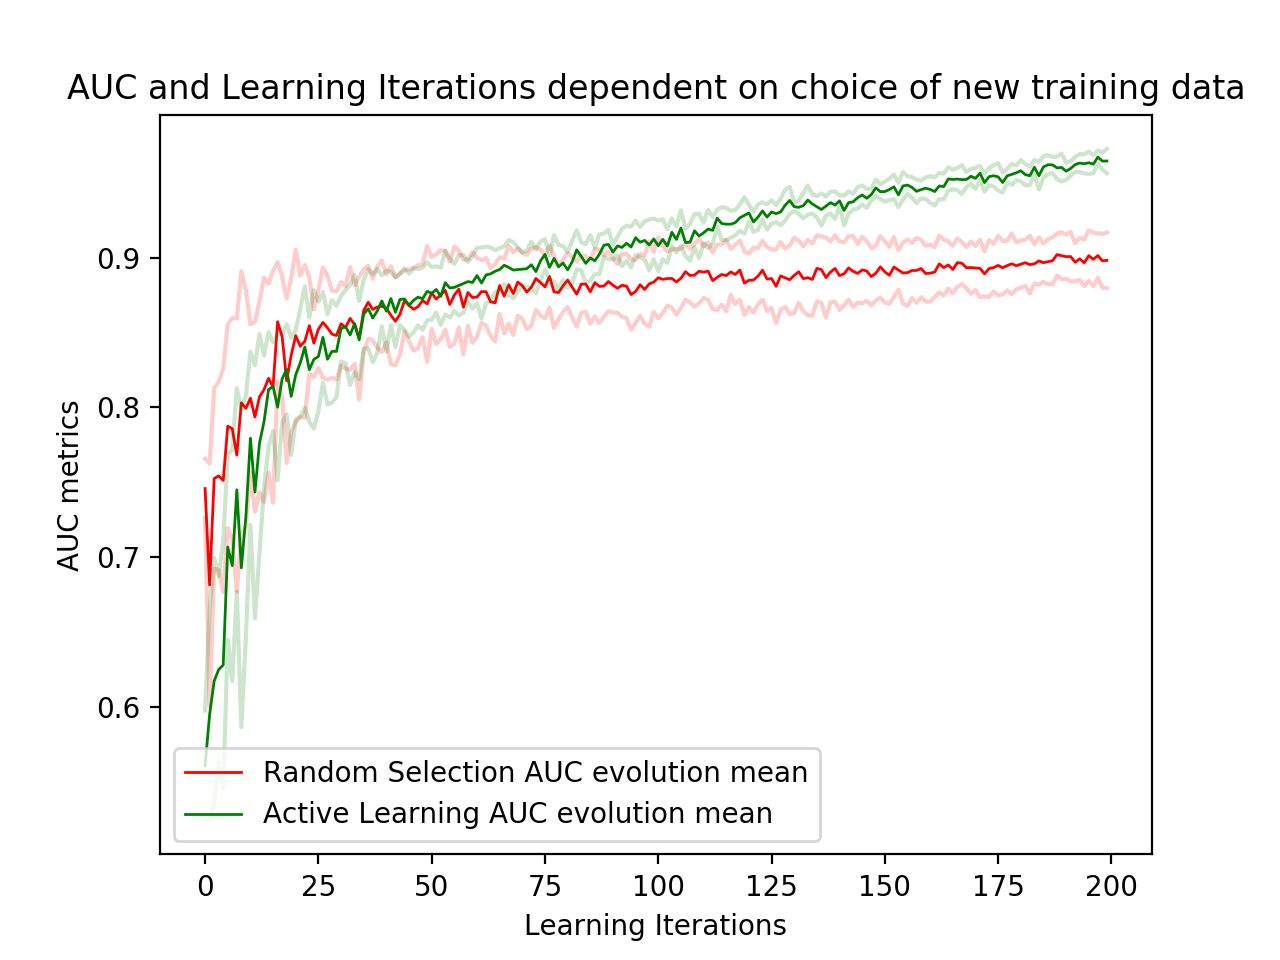 AUC and Learning Iterations dependent on choice of new training data
AUC metrics
0.9
0.8
0.7
0.6
Random Selection AUC evolution mean
Active Learning AUC evolution mean
0 25 50 75 100 125 150 175 200
Learning Iterations